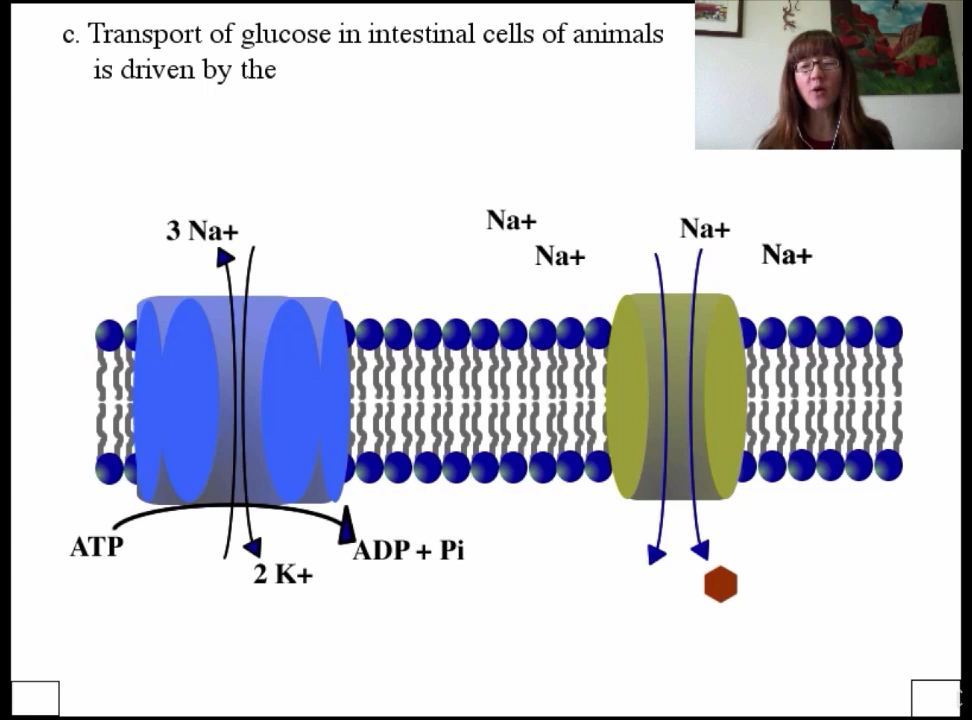 c. Transport of glucose in intestinal cells of animals
is driven by the
3 Na+
Na+
Na+
Na+
Na+
ATP
ADP + Pi
2 K+